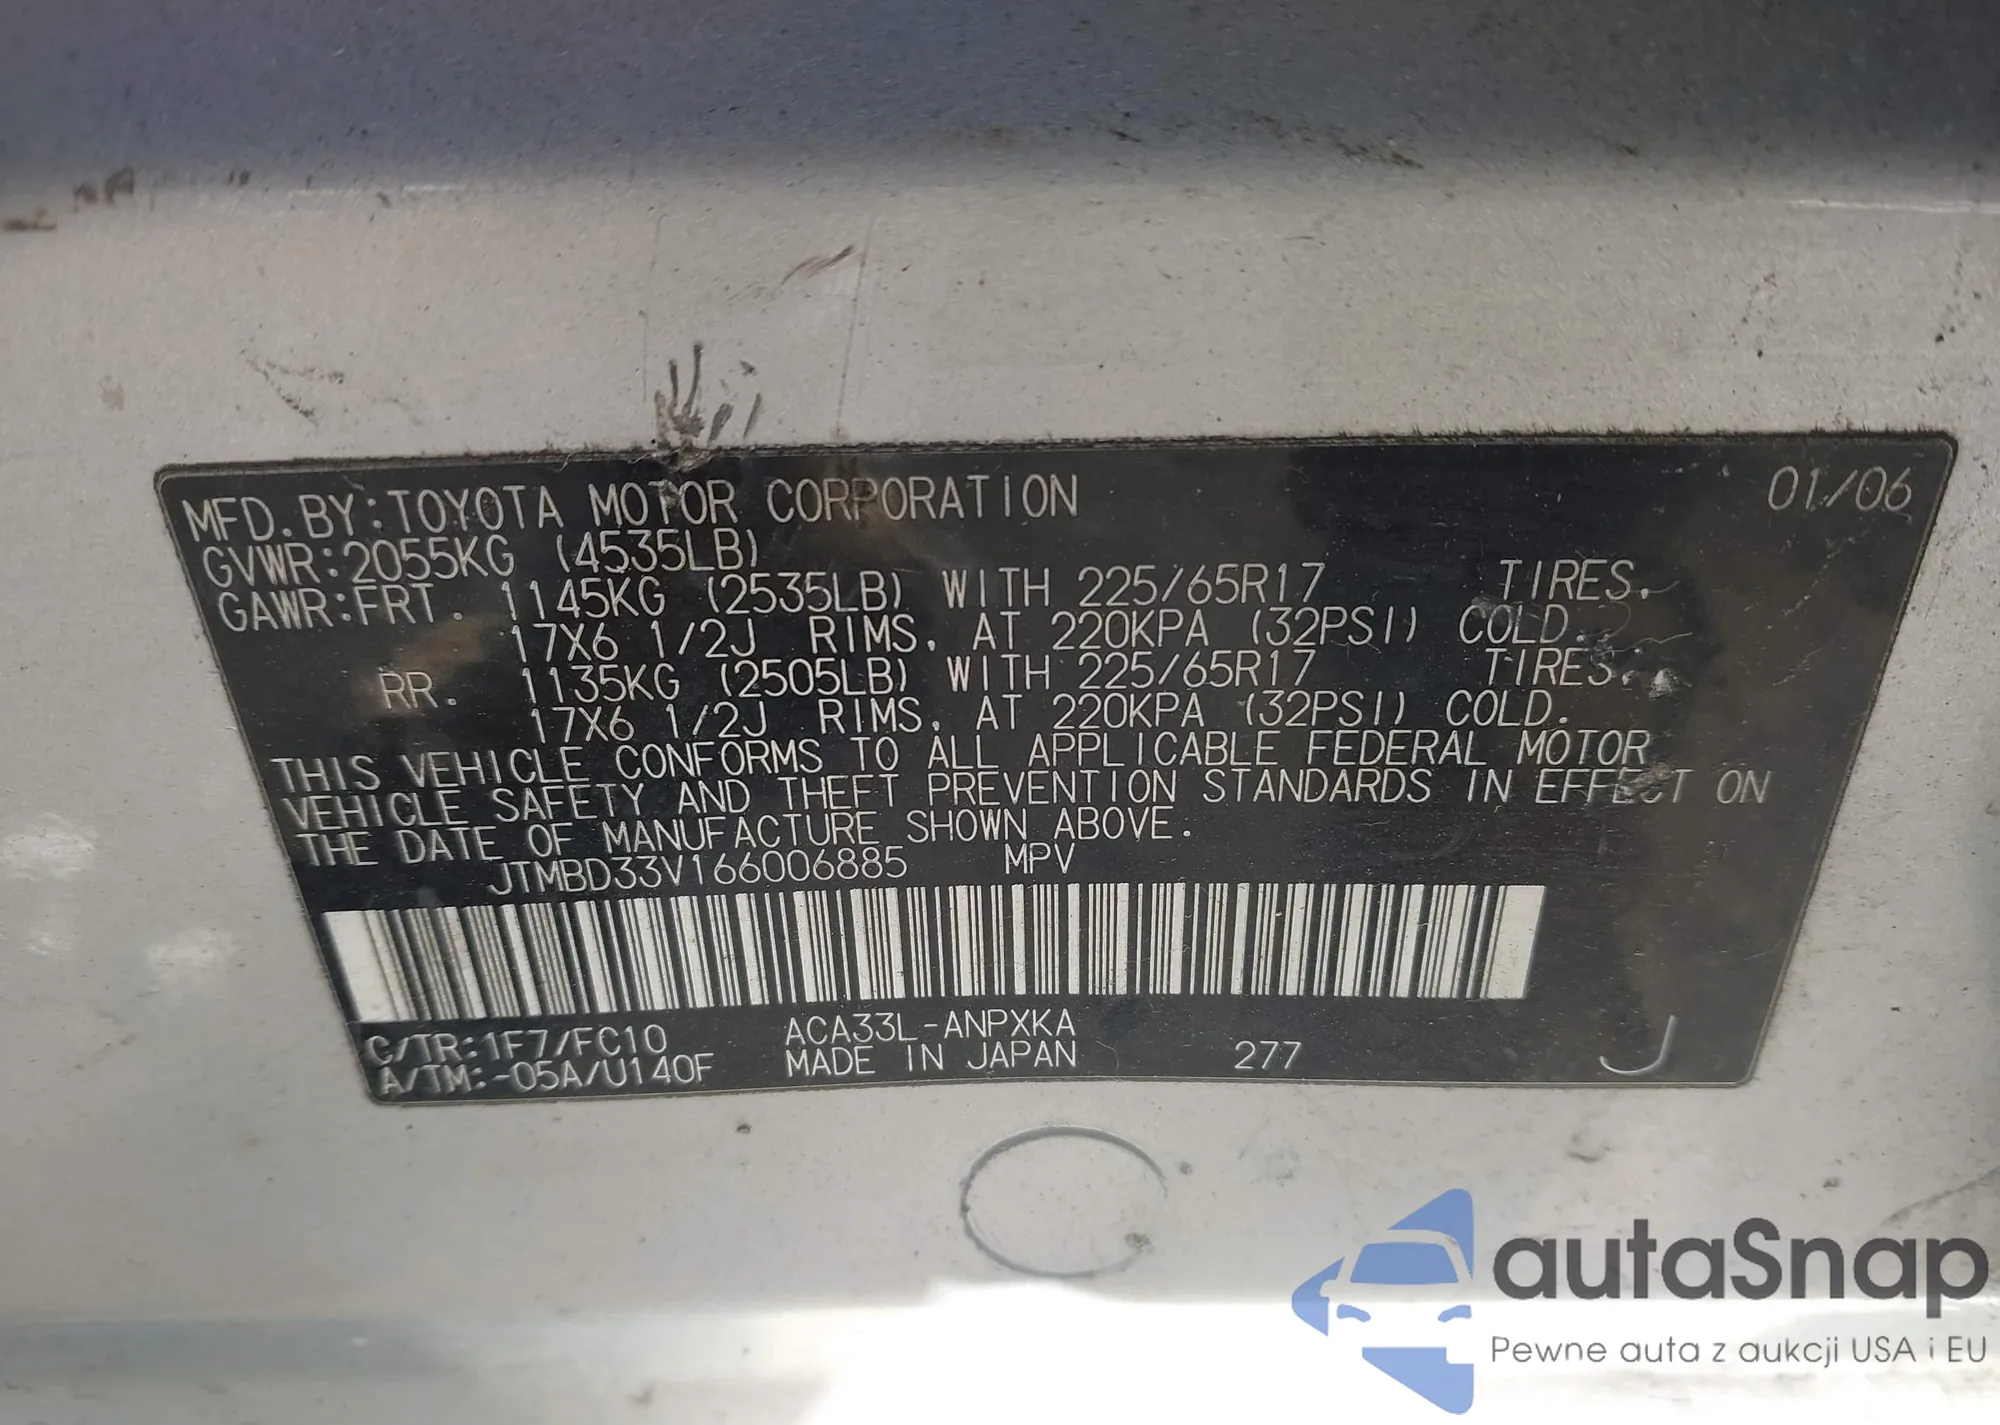 MFD. BY: TOYOTA MOTOR CORPORATION 01/06
GVWR: 2055KG (4535LB)
GAWR: FRT. 1145KG (2535LB) WITH 225/65R17 TIRES.
17X6 1/2J RIMS, AT 220KPA (32PSI) COLD.
RR. 1135KG (2505LB) WITH 225/65R17 TIRES.
17X6 1/2J RIMS, AT 220KPA (32PSI) COLD.
THIS VEHICLE CONFORMS TO ALL APPLICABLE FEDERAL MOTOR
VEHICLE SAFETY AND THEFT PREVENTION STANDARDS IN EFFECT ON
THE DATE OF MANUFACTURE SHOWN ABOVE.
JTMBD33V166006885 MPV
C/TR: 1F7/FC10 ACA33L-ANPXKA
A/TM: -05A/U140F MADE IN JAPAN 277 J
autaSnap
Pewne auta z aukcji USA i EU